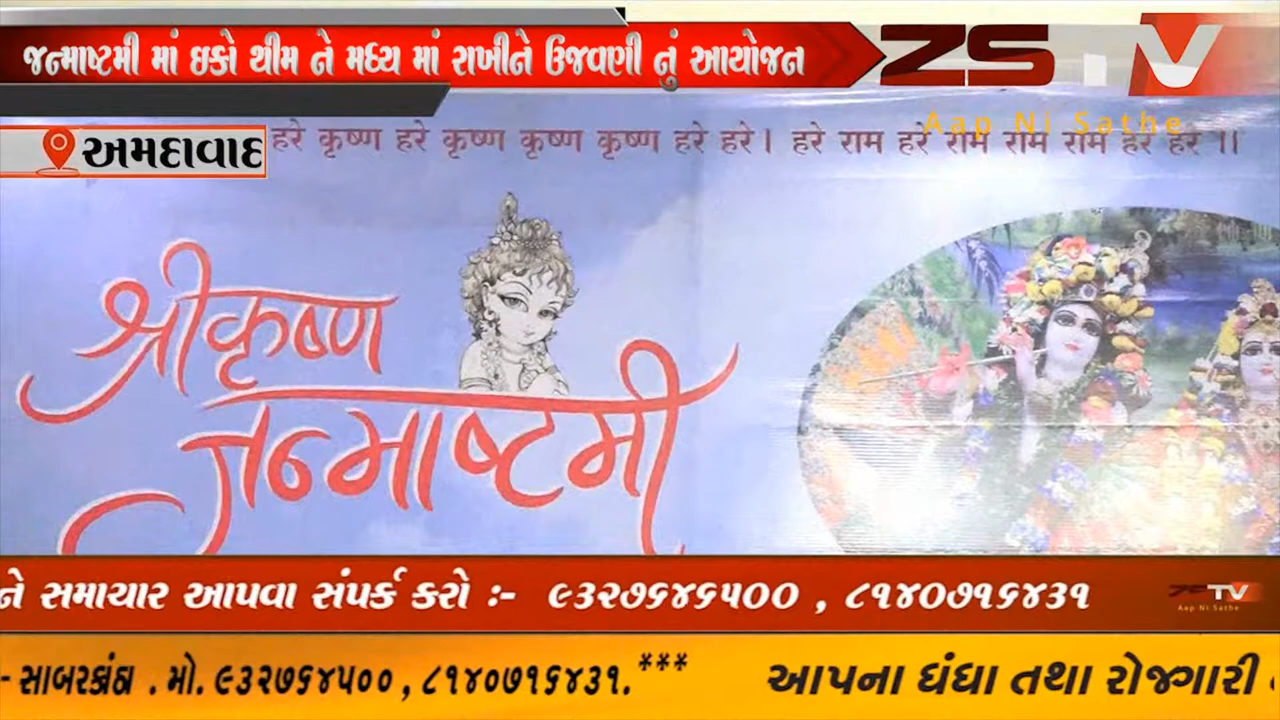 જન્માષ્ટમી માં ઇકો થીમ ને મધ્ય માં રાખીને ઉજવણી નું આયોજન
ZS TV
Aap Ni Sathe
અમદાવાદ
हरे कृष्ण हरे कृष्ण कृष्ण कृष्ण हरे हरे। हरे राम हरे राम राम राम हरे हरे ।।
श्रीकृष्ण
जन्माष्टमी
ને સમાચાર આપવા સંપર્ક કરો :- ૯૩૨૭૬૪૬૫૦૦ , ૮૧૪૦૭૧૬૪૩૧
ZS TV
Aap Ni Sathe
- સાબરકાંઠા . મો. ૯૩૨૭૬૪૫૦૦ , ૮૧૪૦૭૧૬૪૩૧. *** આપના ધંધા તથા રોજગારી